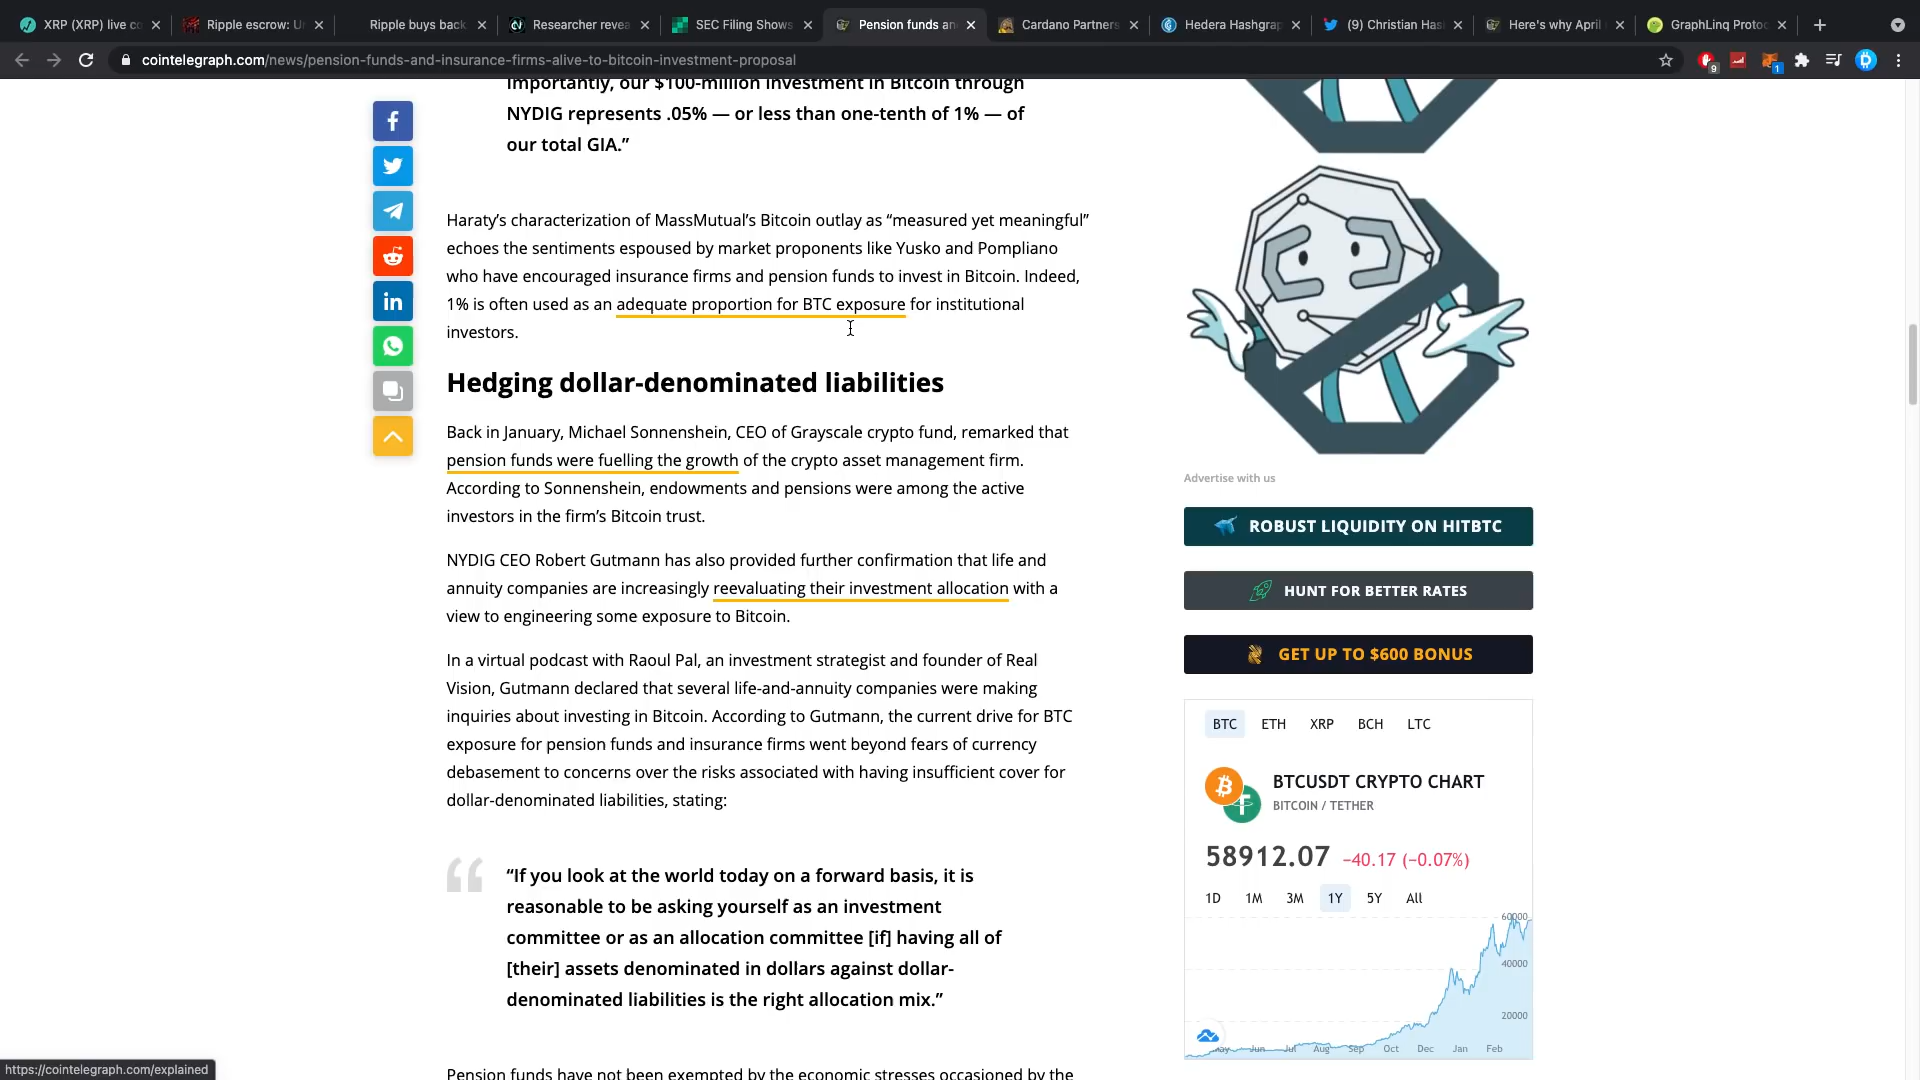 XRP (XRP) live co
Ripple escrow: U
Ripple buys back
Researcher revea
SEC Filing Shows
Pension funds an
Cardano Partners
Hedera Hashgrap
(9) Christian Has
Here's why April
GraphLinq Proto
cointelegraph.com/news/pension-funds-and-insurance-firms-alive-to-bitcoin-investment-proposal
9
1
Importantly, our $100-million investment in Bitcoin through
NYDIG represents .05% — or less than one-tenth of 1% — of
our total GIA.”
Haraty’s characterization of MassMutual’s Bitcoin outlay as “measured yet meaningful”
echoes the sentiments espoused by market proponents like Yusko and Pompliano
who have encouraged insurance firms and pension funds to invest in Bitcoin. Indeed,
1% is often used as an adequate proportion for BTC exposure for institutional
investors.
Hedging dollar-denominated liabilities
Back in January, Michael Sonnenshein, CEO of Grayscale crypto fund, remarked that
pension funds were fuelling the growth of the crypto asset management firm.
According to Sonnenshein, endowments and pensions were among the active
investors in the firm’s Bitcoin trust.
NYDIG CEO Robert Gutmann has also provided further confirmation that life and
annuity companies are increasingly reevaluating their investment allocation with a
view to engineering some exposure to Bitcoin.
In a virtual podcast with Raoul Pal, an investment strategist and founder of Real
Vision, Gutmann declared that several life-and-annuity companies were making
inquiries about investing in Bitcoin. According to Gutmann, the current drive for BTC
exposure for pension funds and insurance firms went beyond fears of currency
debasement to concerns over the risks associated with having insufficient cover for
dollar-denominated liabilities, stating:
“If you look at the world today on a forward basis, it is
reasonable to be asking yourself as an investment
committee or as an allocation committee [if] having all of
[their] assets denominated in dollars against dollar-
denominated liabilities is the right allocation mix.”
Pension funds have not been exempted by the economic stresses occasioned by the
Advertise with us
ROBUST LIQUIDITY ON HITBTC
HUNT FOR BETTER RATES
GET UP TO $600 BONUS
BTC ETH XRP BCH LTC
BTCUSDT CRYPTO CHART
BITCOIN / TETHER
58912.07 −40.17 (−0.07%)
1D 1M 3M 1Y 5Y All
60000
40000
20000
May Jun Jul Aug Sep Oct Dec Jan Feb
https://cointelegraph.com/explained